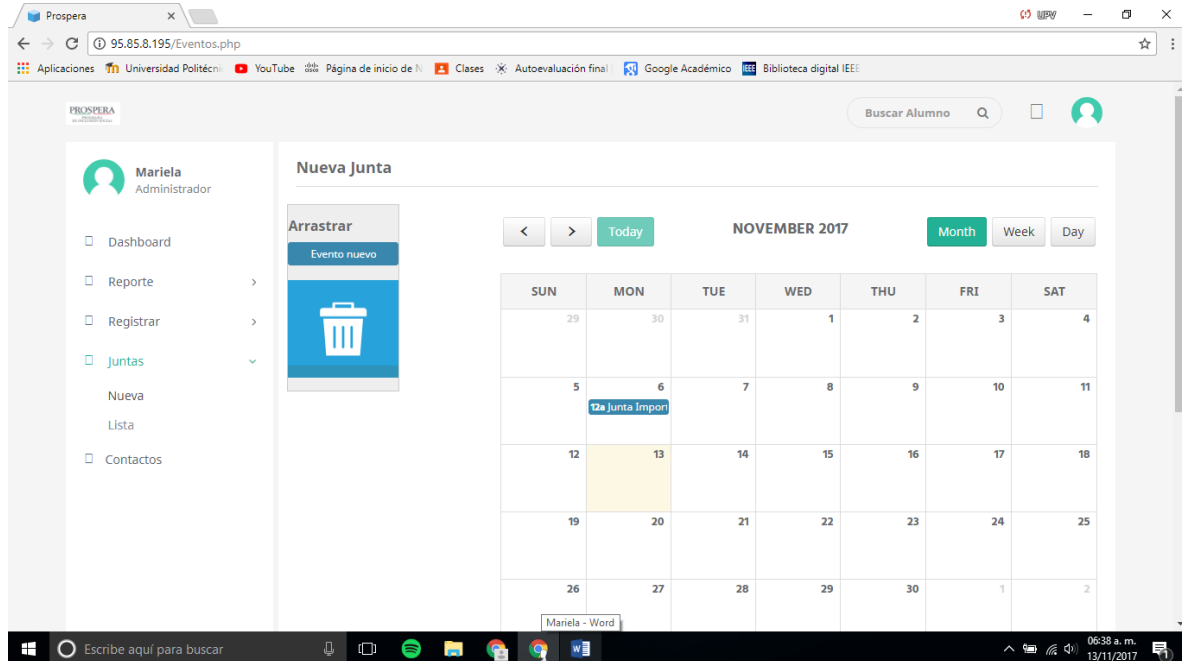 Prospera
UPV
95.85.8.195/Eventos.php
Aplicaciones Universidad Politécni YouTube Página de inicio de N Clases Autoevaluación final Google Académico IEEE Biblioteca digital IEEE
PROSPERA
Buscar Alumno
Mariela
Administrador
Dashboard
Reporte
Registrar
Juntas
Nueva
Lista
Contactos
Nueva Junta
Arrastrar
Evento nuevo
Today
NOVEMBER 2017
Month Week Day
SUN MON TUE WED THU FRI SAT
29 30 31 1 2 3 4
5 6 7 8 9 10 11
12a Junta Import
12 13 14 15 16 17 18
19 20 21 22 23 24 25
26 27 28 29 30 1 2
Mariela - Word
Escribe aquí para buscar
06:38 a. m.
13/11/2017
1